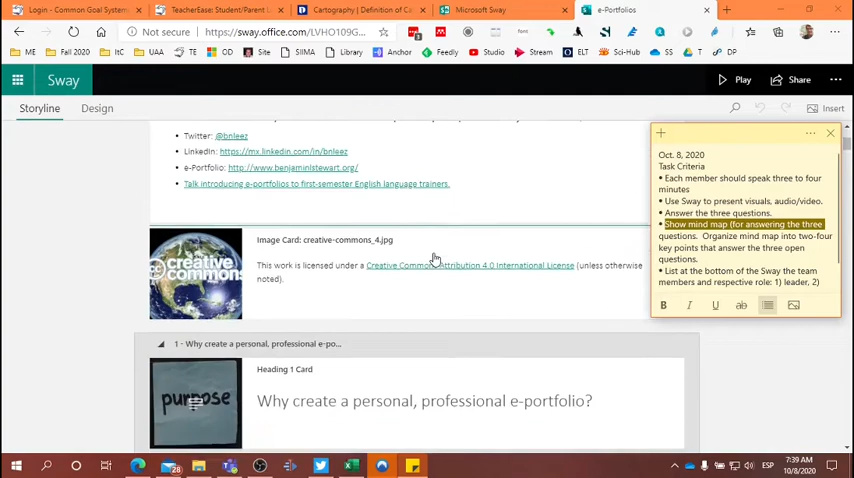 Login - Common Goal System
TeacherEase: Student/Parent L
Cartography | Definition of Ca
Microsoft Sway
e-Portfolios
Not secure
https://sway.office.com/LVHO109G...
ME
Fall 2020
ItC
UAA
TE
OD
SIAA
Library
Anchor
Feedly
Studio
Stream
ELT
Sci-Hub
SS
T
DP
Sway
Play
Share
Storyline
Design
Insert
• Twitter: @bnleez
• LinkedIn: https://mx.linkedin.com/in/bnleez
• e-Portfolio: http://www.benjaminlstewart.org/
• Talk introducing e-portfolios to first-semester English language trainers.
Image Card: creative-commons_4.jpg
creative commons
This work is licensed under a Creative Commons Attribution 4.0 International License (unless otherwise
noted).
1 - Why create a personal, professional e-po...
Heading 1 Card
purpose
Why create a personal, professional e-portfolio?
Oct. 8, 2020
Task Criteria
• Each member should speak three to four
minutes
• Use Sway to present visuals, audio/video.
• Answer the three questions.
• Show mind map (for answering the three
questions. Organize mind map into two-four
key points that answer the three open
questions.
• List at the bottom of the Sway the team
members and respective role: 1) leader, 2)
B I U ab
28
ESP
7:39 AM
10/8/2020